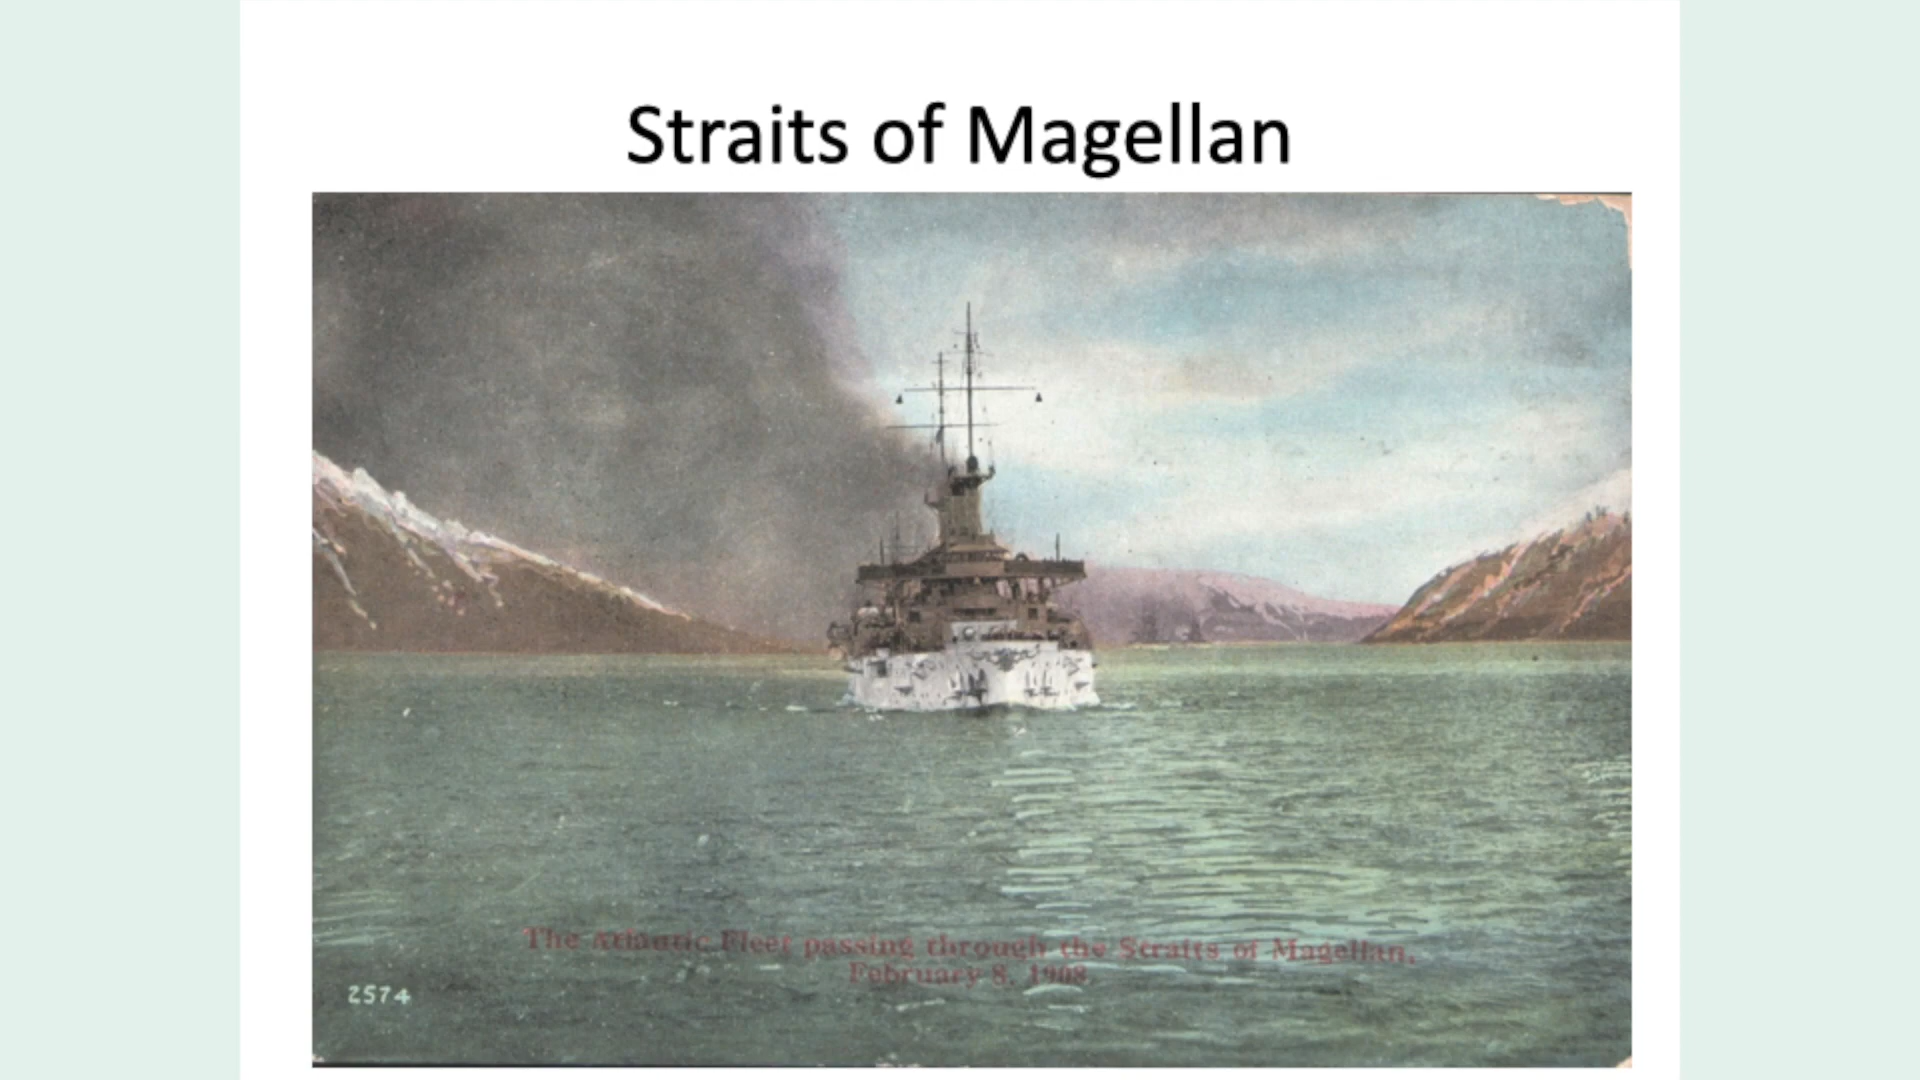 Straits of Magellan
The Atlantic Fleet passing through the Straits of Magellan,
February 8, 1908
2574